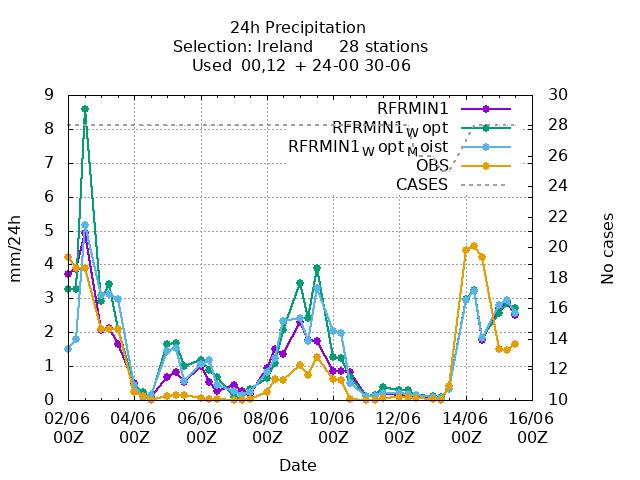 24h Precipitation
Selection: Ireland 28 stations
Used 00,12 + 24-00 30-06
9 30
8 28
7 26
6 24
5 22
4 20
3 18
2 16
1 14
0 12
10
RFRMIN1
RFRMIN1_W opt
RFRMIN1_W opt_M oist
OBS
CASES
mm/24h
No cases
02/06 04/06 06/06 08/06 10/06 12/06 14/06 16/06
00Z 00Z 00Z 00Z 00Z 00Z 00Z 00Z
Date